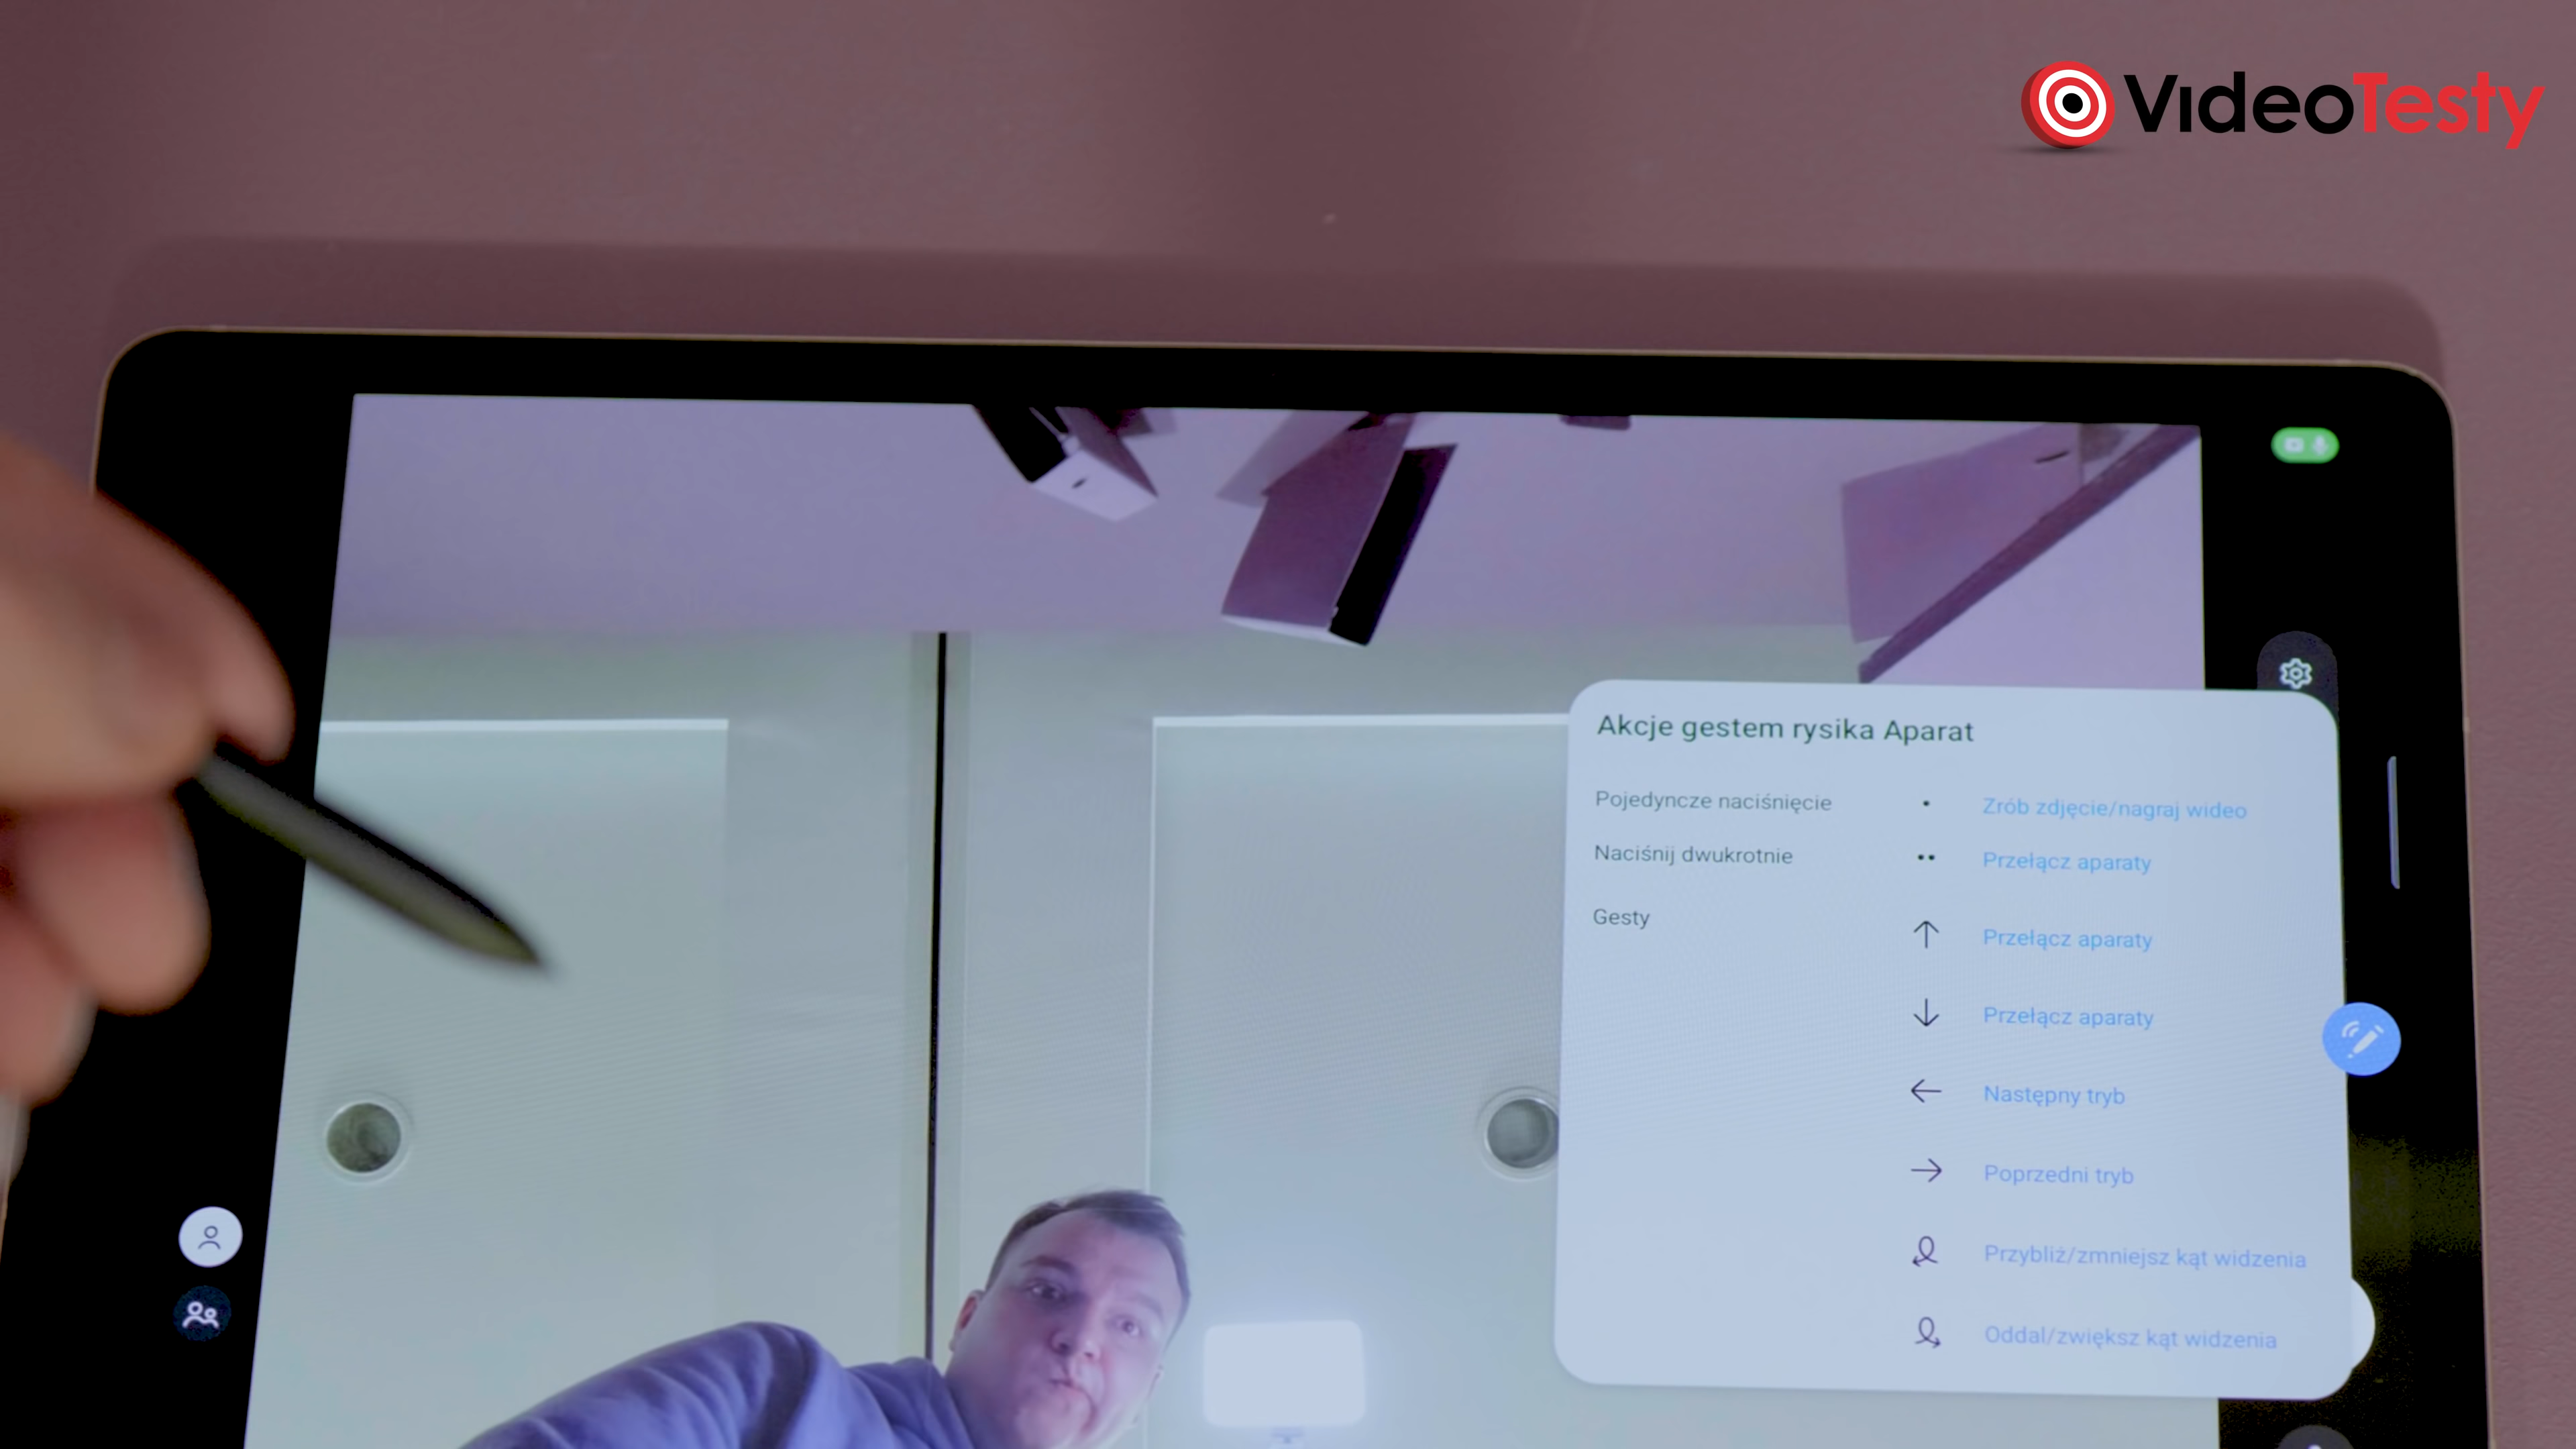 VideoTesty
Akcje gestem rysika Aparat
Pojedyncze naciśnięcie • Zrób zdjęcie/nagraj wideo
Naciśnij dwukrotnie •• Przełącz aparaty
Gesty ↑ Przełącz aparaty
↓ Przełącz aparaty
← Następny tryb
→ Poprzedni tryb
Przybliż/zmniejsz kąt widzenia
Oddal/zwiększ kąt widzenia